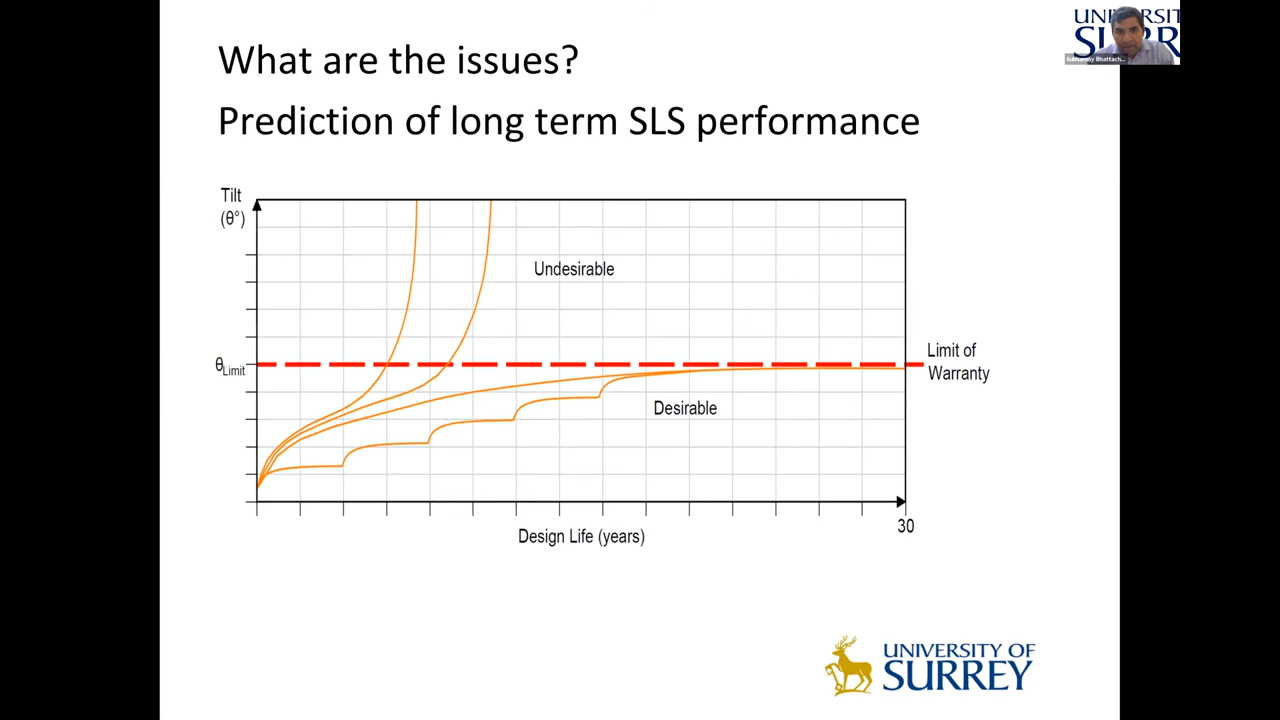 What are the issues?
Prediction of long term SLS performance
Tilt
(θ°)
Undesirable
θLimit
Limit of
Warranty
Desirable
30
Design Life (years)
UNIVERSITY OF
SURREY